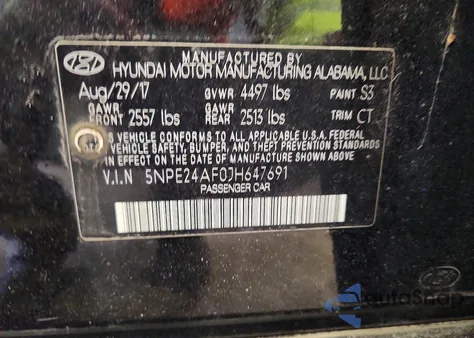 MANUFACTURED BY
HYUNDAI MOTOR MANUFACTURING ALABAMA, LLC
Aug/29/17 GVWR 4497 lbs PAINT S3
GAWR FRONT 2557 lbs GAWR REAR 2513 lbs TRIM CT
S VEHICLE CONFORMS TO ALL APPLICABLE U.S.A. FEDERAL
VEHICLE SAFETY, BUMPER, AND THEFT PREVENTION STANDARDS
IN EFFECT ON THE DATE OF MANUFACTURE SHOWN ABOVE.
V.I.N 5NPE24AF0JH647691
PASSENGER CAR
AutoSnap